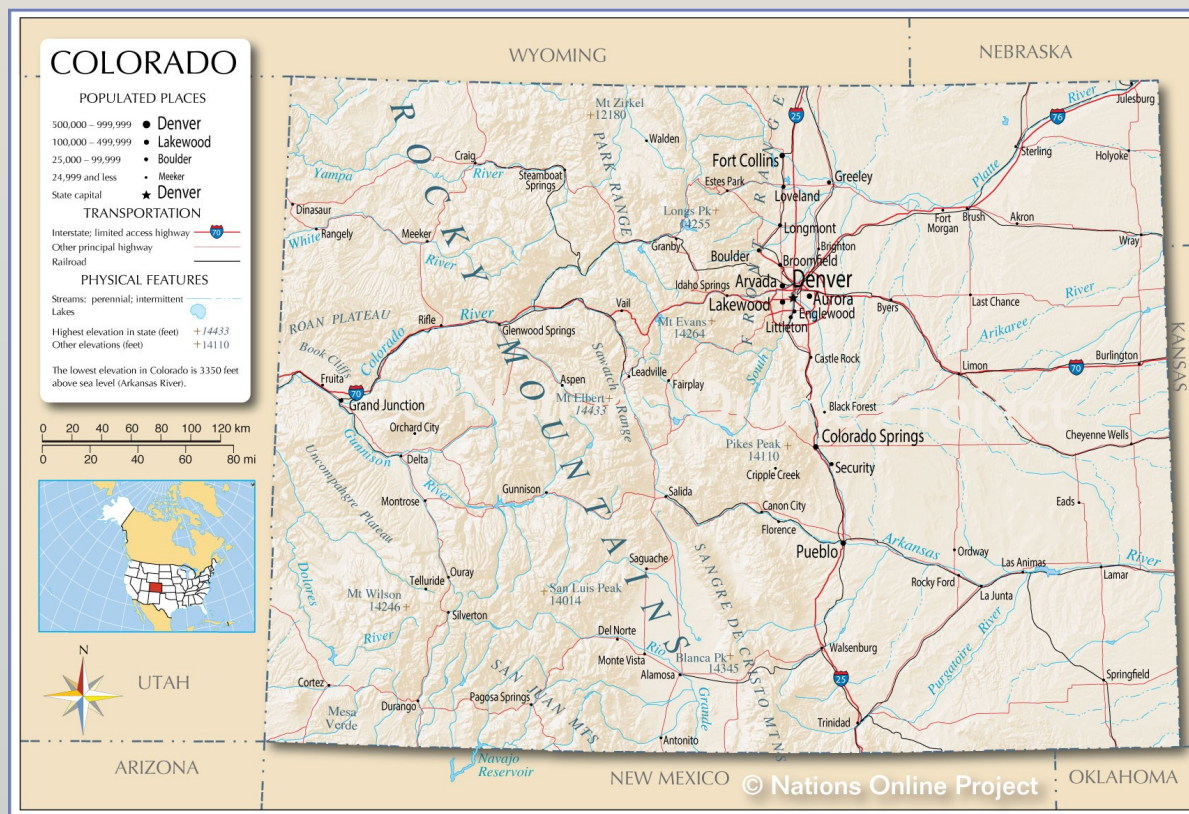 COLORADO
POPULATED PLACES
500,000 – 999,999 Denver
100,000 – 499,999 Lakewood
25,000 – 99,999 Boulder
24,999 and less Meeker
State capital Denver
TRANSPORTATION
Interstate; limited access highway 70
Other principal highway
Railroad
PHYSICAL FEATURES
Streams: perennial; intermittent
Lakes
Highest elevation in state (feet) +14433
Other elevations (feet) +14110
The lowest elevation in Colorado is 3350 feet
above sea level (Arkansas River).
0 20 40 60 80 100 120 km
0 20 40 60 80 mi
N
WYOMING
NEBRASKA
KANSAS
UTAH
ARIZONA
NEW MEXICO
OKLAHOMA
ROCKY MOUNTAINS
Mt Zirkel
+12180
PARK RANGE
FRONT RANGE
Walden
25
76
River
Julesburg
Platte
Sterling
Holyoke
Craig
Yampa
River
Steamboat
Springs
Fort Collins
Estes Park
Greeley
Loveland
Dinasaur
White
Rangely
Meeker
River
Longs Pk+
14255
Granby
Longmont
Boulder
Brighton
Broomfield
Fort
Morgan
Brush
Akron
Wray
Idaho Springs
Arvada
Denver
Lakewood
Aurora
Englewood
Littleton
Byers
Last Chance
River
Arikaree
ROAN PLATEAU
Rifle
River
Colorado
Glenwood Springs
Vail
Mt Evans+
14264
South
Castle Rock
Limon
70
Burlington
Book Cliffs
Fruita
70
Grand Junction
Aspen
Sawatch Range
Leadville
Fairplay
Mt Elbert+
14433
Black Forest
Orchard City
Gunnison
River
Delta
Pikes Peak +
14110
Colorado Springs
Cripple Creek
Security
Cheyenne Wells
Uncompahgre Plateau
Montrose
Gunnison
Salida
Canon City
Florence
Pueblo
Eads
Arkansas
River
Ordway
Rocky Ford
Las Animas
La Junta
Lamar
Dolores
River
Telluride
Ouray
Mt Wilson
14246+
Silverton
Saguache
+San Luis Peak
14014
SANGRE DE CRISTO MTNS
Purgatoire
River
Del Norte
Monte Vista
Rio
Grande
Blanca Pk+
14345
Alamosa
Walsenburg
25
Springfield
Cortez
Mesa
Verde
Durango
Pagosa Springs
SAN JUAN MTS
Antonito
Trinidad
Navajo
Reservoir
© Nations Online Project